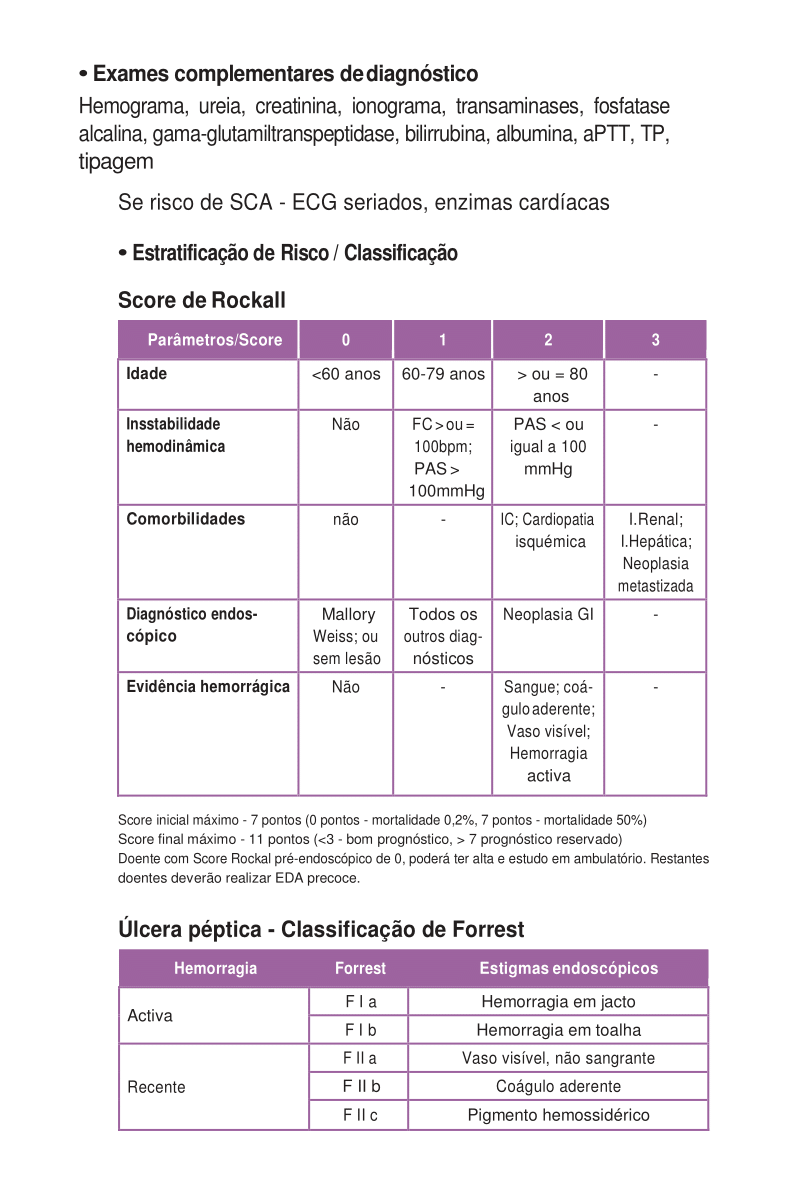 • Exames complementares de diagnóstico
Hemograma, ureia, creatinina, ionograma, transaminases, fosfatase
alcalina, gama-glutamiltranspeptidase, bilirrubina, albumina, aPTT, TP,
tipagem
Se risco de SCA - ECG seriados, enzimas cardíacas
• Estratificação de Risco / Classificação
Score de Rockall
Parâmetros/Score 0 1 2 3
Idade <60 anos 60-79 anos > ou = 80 -
anos
Insstabilidade Não FC > ou = PAS < ou -
hemodinâmica 100bpm; igual a 100
PAS > mmHg
100mmHg
Comorbilidades não - IC; Cardiopatia I.Renal;
isquémica I.Hepática;
Neoplasia
metastizada
Diagnóstico endos- Mallory Todos os Neoplasia GI -
cópico Weiss; ou outros diag-
sem lesão nósticos
Evidência hemorrágica Não - Sangue; coá- -
gulo aderente;
Vaso visível;
Hemorragia
activa
Score inicial máximo - 7 pontos (0 pontos - mortalidade 0,2%, 7 pontos - mortalidade 50%)
Score final máximo - 11 pontos (<3 - bom prognóstico, > 7 prognóstico reservado)
Doente com Score Rockal pré-endoscópico de 0, poderá ter alta e estudo em ambulatório. Restantes
doentes deverão realizar EDA precoce.
Úlcera péptica - Classificação de Forrest
Hemorragia Forrest Estigmas endoscópicos
Activa F I a Hemorragia em jacto
F I b Hemorragia em toalha
Recente F II a Vaso visível, não sangrante
F II b Coágulo aderente
F II c Pigmento hemossidérico